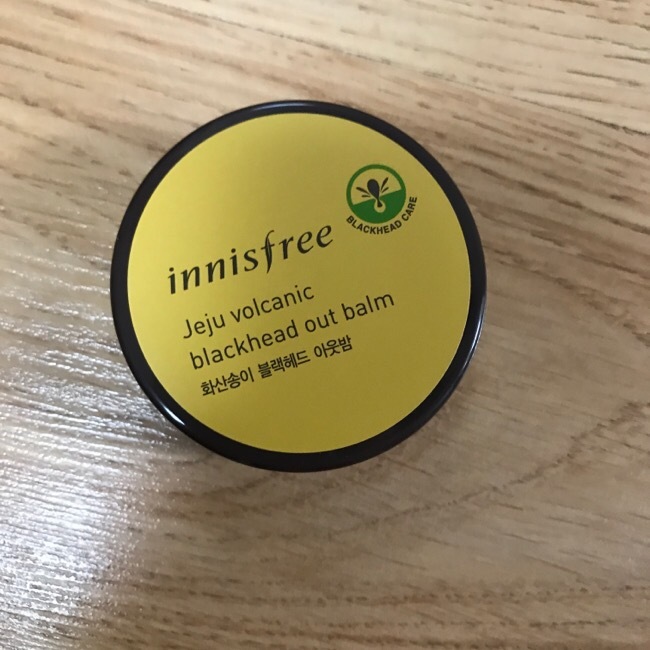 BLACKHEAD CARE
innisfree
Jeju volcanic
blackhead out balm
화산송이 블랙헤드 아웃밤